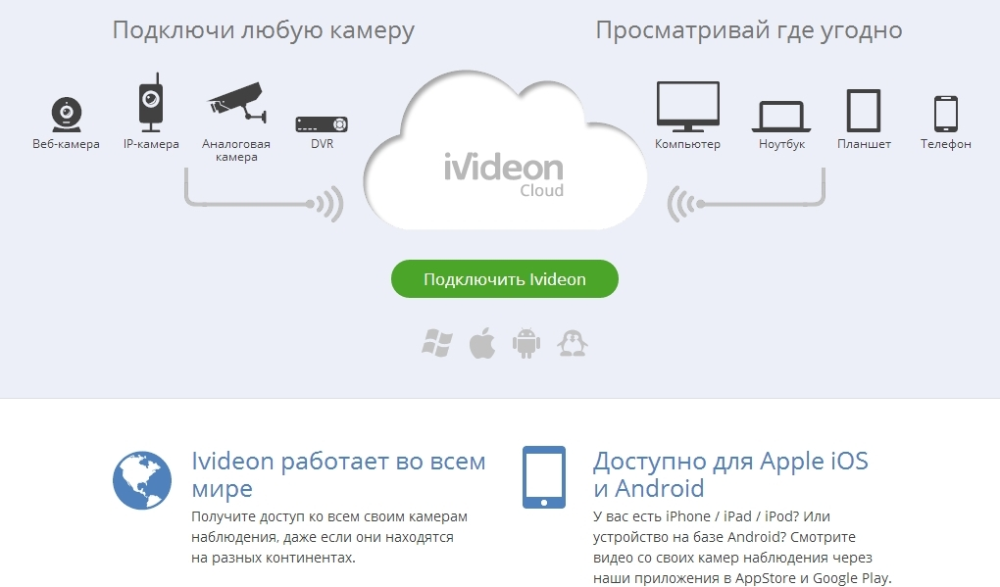 Подключи любую камеру
Просматривай где угодно
Веб-камера
IP-камера
Аналоговая
камера
DVR
iVideon
Cloud
Компьютер
Ноутбук
Планшет
Телефон
Подключить Ivideon
Ivideon работает во всем
мире
Получите доступ ко всем своим камерам
наблюдения, даже если они находятся
на разных континентах.
Доступно для Apple iOS
и Android
У вас есть iPhone / iPad / iPod? Или
устройство на базе Android? Смотрите
видео со своих камер наблюдения через
наши приложения в AppStore и Google Play.